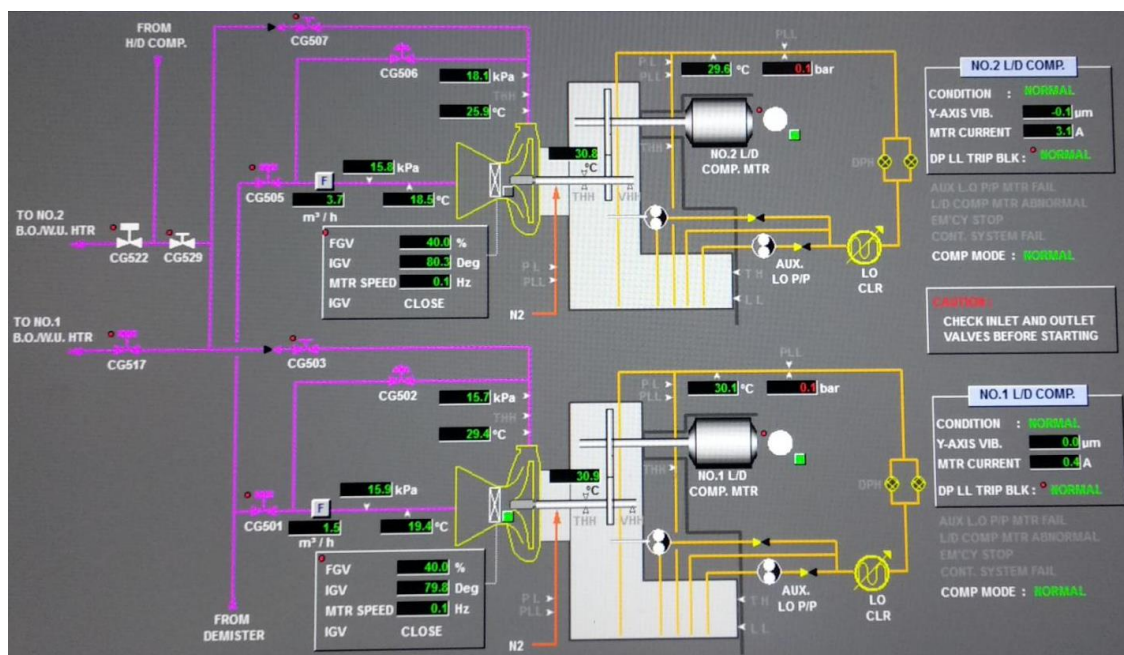 FROM
H/D COMP.
CG507
CG506
18.1 kPa
THH
25.9 °C
CG505
F
3.7
m³ / h
15.8 kPa
18.5 °C
TO NO.2
B.O./W.U. HTR
CG522
CG529
FGV 40.0 %
IGV 80.3 Deg
MTR SPEED 0.1 Hz
IGV CLOSE
P L
PLL
N2
30.8
°C
THH
VHH
P L
PLL
THH
29.6 °C
PLL
0.1 bar
NO.2 L/D
COMP. MTR
DPH
AUX.
LO P/P
LO
CLR
T H
L L
NO.2 L/D COMP.
CONDITION : NORMAL
Y-AXIS VIB. -0.1 µm
MTR CURRENT 3.1 A
DP LL TRIP BLK : NORMAL
AUX L.O P/P MTR FAIL
L/D COMP MTR ABNORMAL
EM'CY STOP
CONT. SYSTEM FAIL
COMP MODE : NORMAL
CAUTION :
CHECK INLET AND OUTLET
VALVES BEFORE STARTING
TO NO.1
B.O./W.U. HTR
CG517
CG503
CG502
15.7 kPa
THH
29.4 °C
CG501
F
1.5
m³ / h
15.9 kPa
19.4 °C
FROM
DEMISTER
FGV 40.0 %
IGV 79.8 Deg
MTR SPEED 0.1 Hz
IGV CLOSE
P L
PLL
N2
30.9
°C
THH
VHH
P L
PLL
THH
30.1 °C
PLL
0.1 bar
NO.1 L/D
COMP. MTR
DPH
AUX.
LO P/P
LO
CLR
T H
L L
NO.1 L/D COMP.
CONDITION : NORMAL
Y-AXIS VIB. 0.0 µm
MTR CURRENT 0.4 A
DP LL TRIP BLK : NORMAL
AUX L.O P/P MTR FAIL
L/D COMP MTR ABNORMAL
EM'CY STOP
CONT. SYSTEM FAIL
COMP MODE : NORMAL